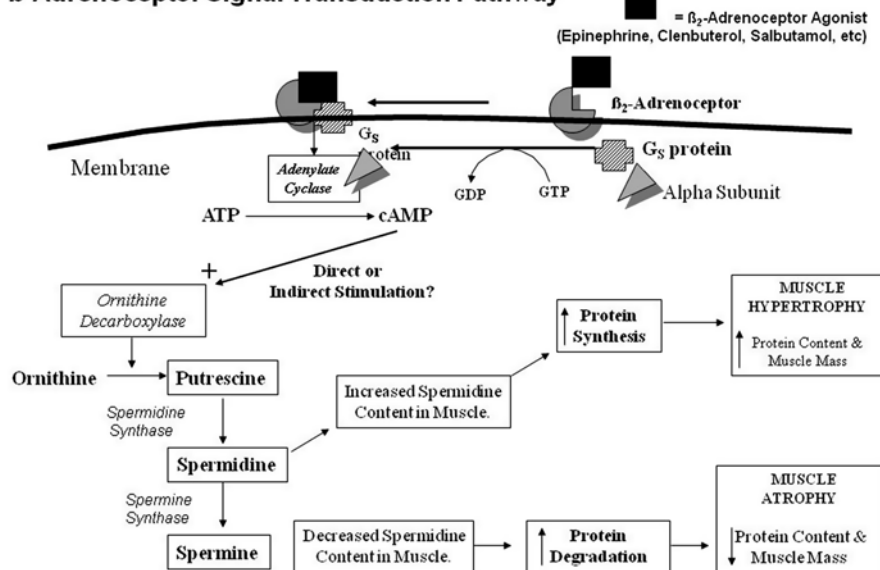 = ß₂-Adrenoceptor Agonist
(Epinephrine, Clenbuterol, Salbutamol, etc)
ß₂-Adrenoceptor
Gs
protein
Gs protein
Membrane
Adenylate
Cyclase
GDP
GTP
Alpha Subunit
ATP
cAMP
+
Direct or
Indirect Stimulation?
Ornithine
Decarboxylase
Ornithine
Putrescine
Spermidine
Synthase
Spermidine
Spermine
Synthase
Spermine
Increased Spermidine
Content in Muscle.
Protein
Synthesis
MUSCLE
HYPERTROPHY
Protein Content &
Muscle Mass
Decreased Spermidine
Content in Muscle.
Protein
Degradation
MUSCLE
ATROPHY
Protein Content &
Muscle Mass